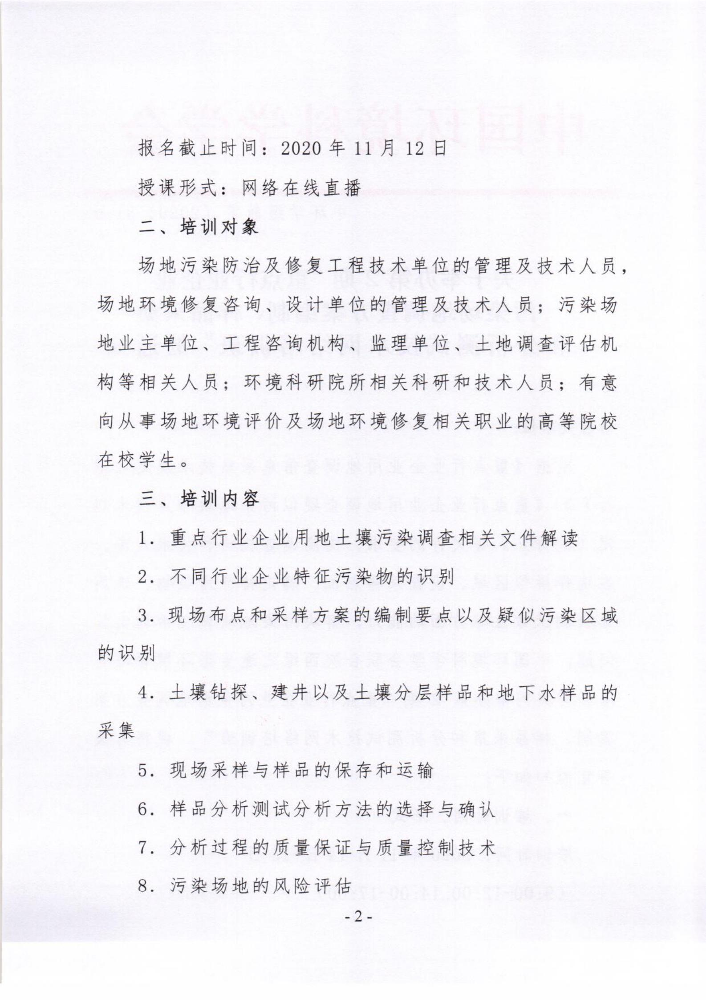 报名截止时间：2020 年 11 月 12 日
授课形式：网络在线直播
二、培训对象
场地污染防治及修复工程技术单位的管理及技术人员，
场地环境修复咨询、设计单位的管理及技术人员；污染场
地业主单位、工程咨询机构、监理单位、土地调查评估机
构等相关人员；环境科研院所相关科研和技术人员；有意
向从事场地环境评价及场地环境修复相关职业的高等院校
在校学生。
三、培训内容
1. 重点行业企业用地土壤污染调查相关文件解读
2. 不同行业企业特征污染物的识别
3. 现场布点和采样方案的编制要点以及疑似污染区域
的识别
4. 土壤钻探、建井以及土壤分层样品和地下水样品的
采集
5. 现场采样与样品的保存和运输
6. 样品分析测试分析方法的选择与确认
7. 分析过程的质量保证与质量控制技术
8. 污染场地的风险评估
- 2 -